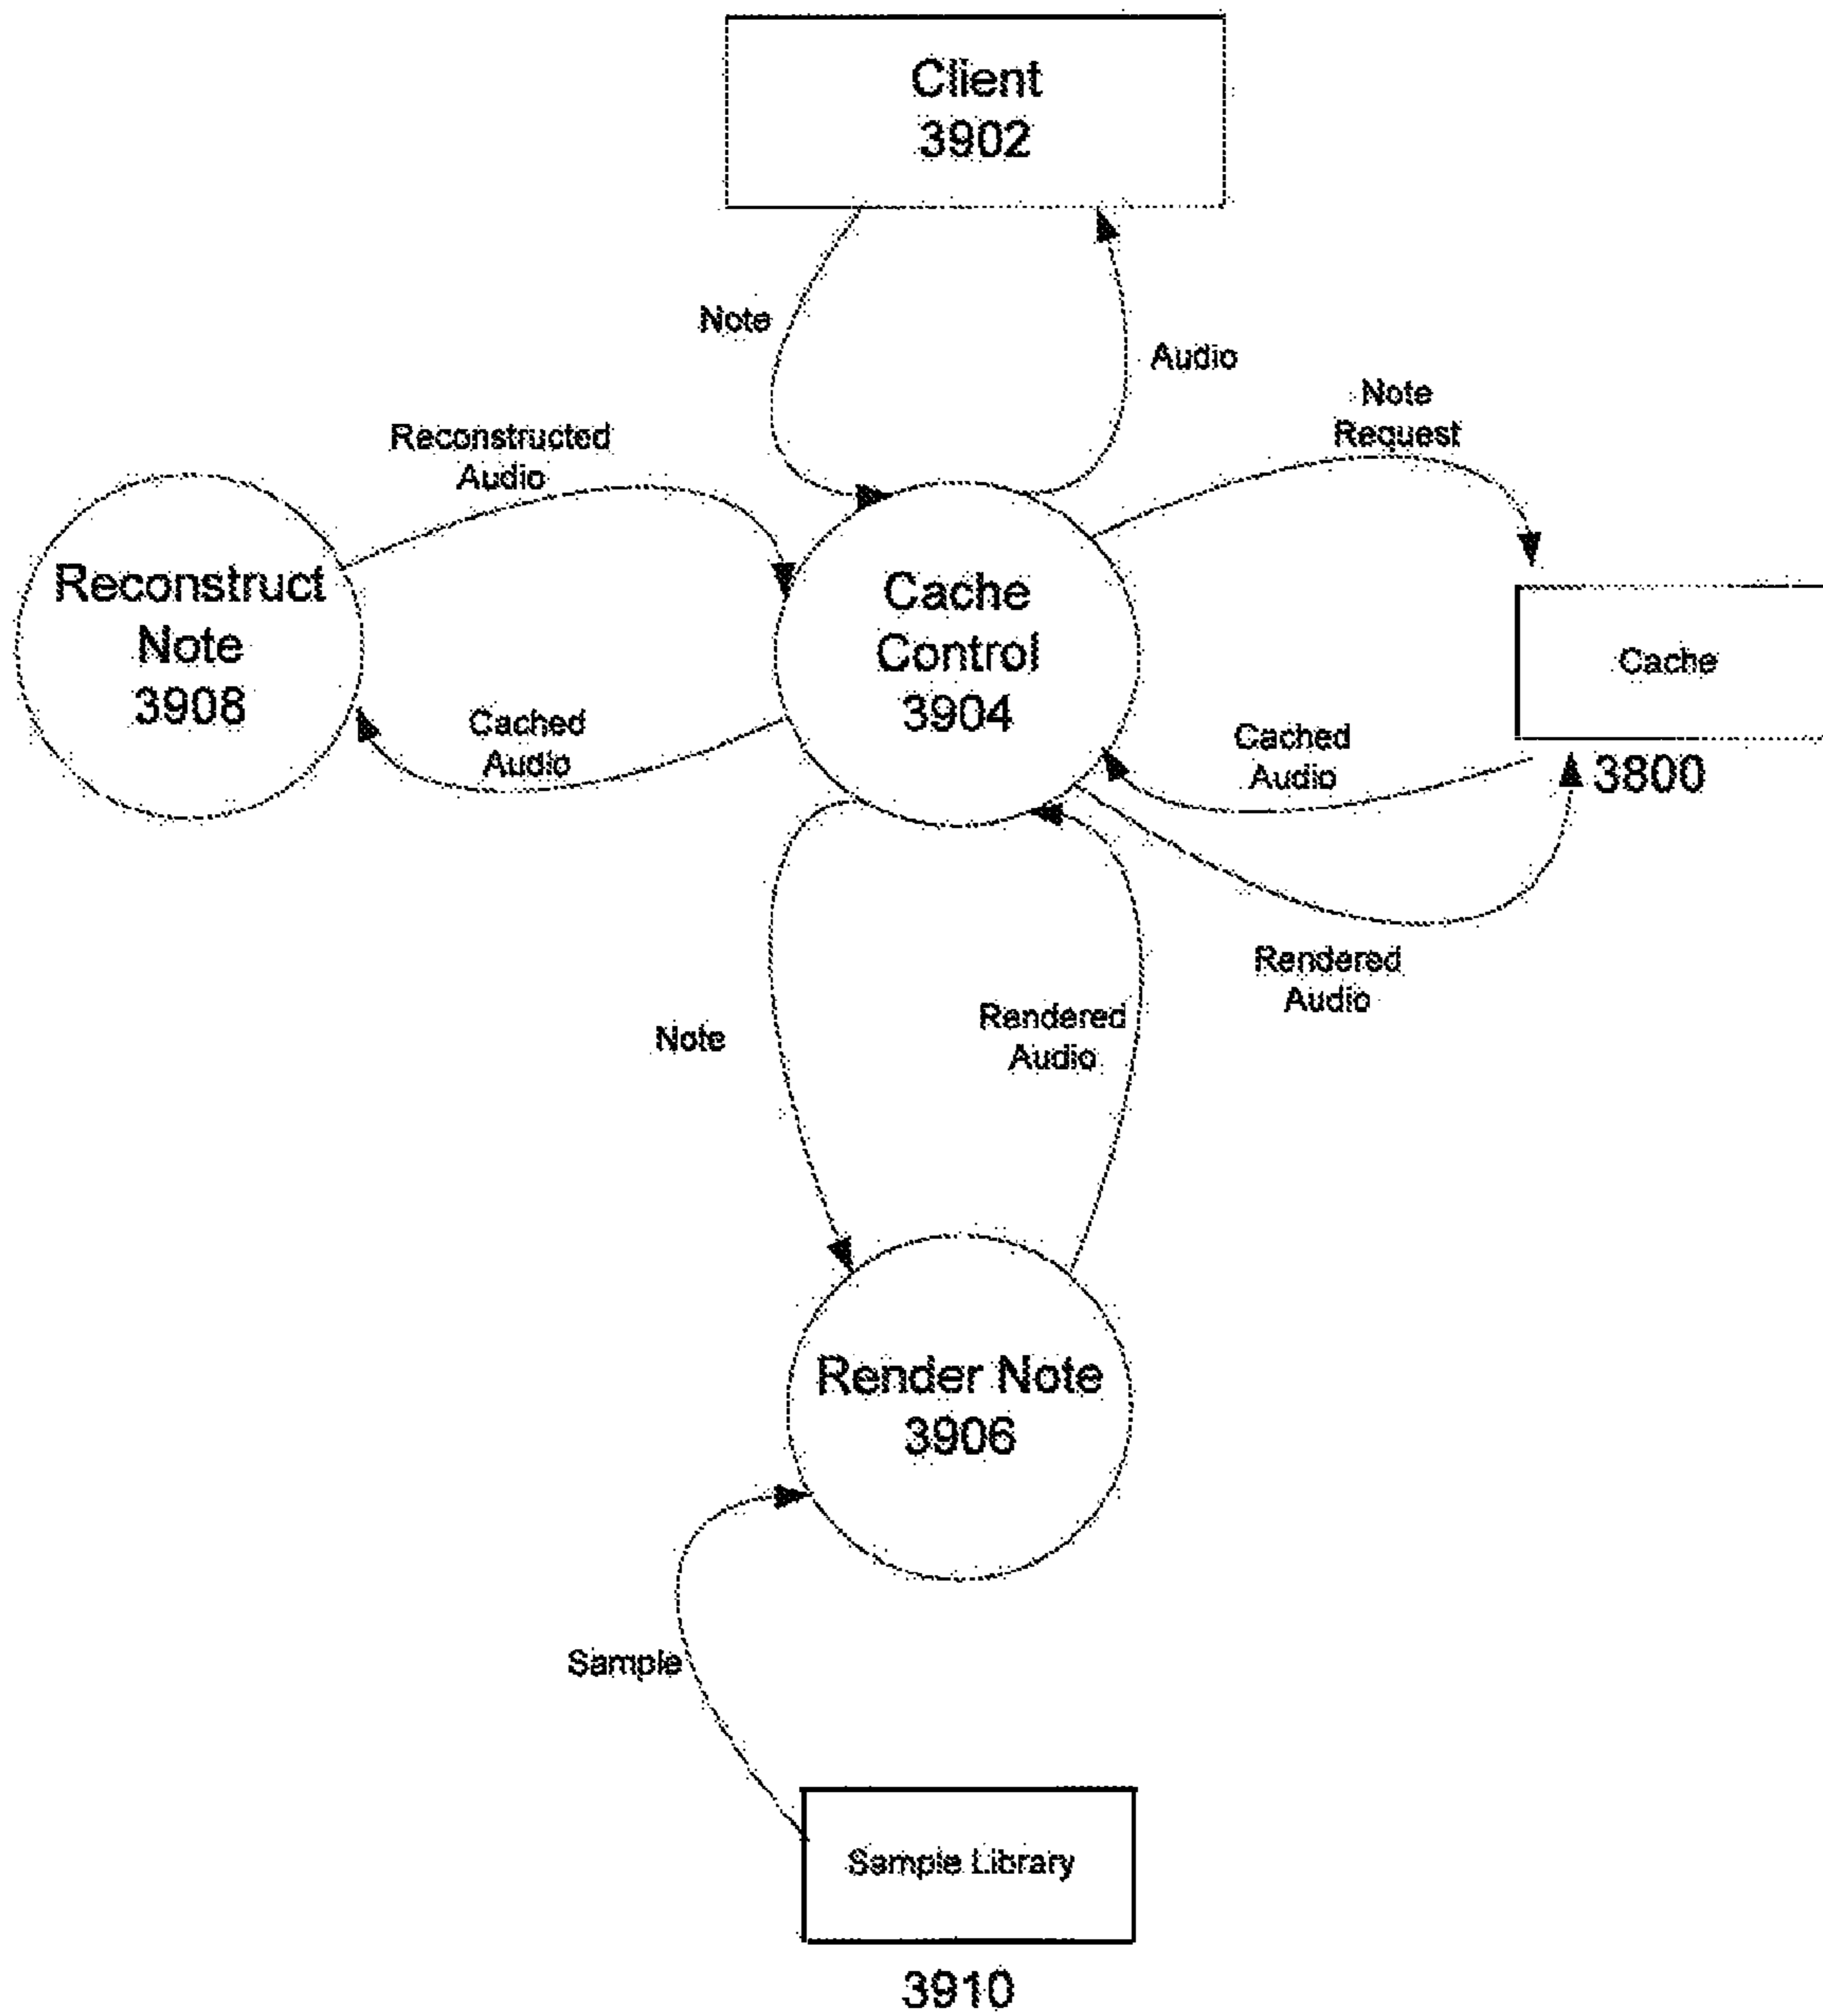 Client
3902
Note
Audio
Note
Request
Reconstructed
Audio
Reconstruct
Note
3908
Cache
Control
3904
Cache
3800
Cached
Audio
Cached
Audio
Rendered
Audio
Note
Rendered
Audio
Render Note
3906
Sample
Sample Library
3910